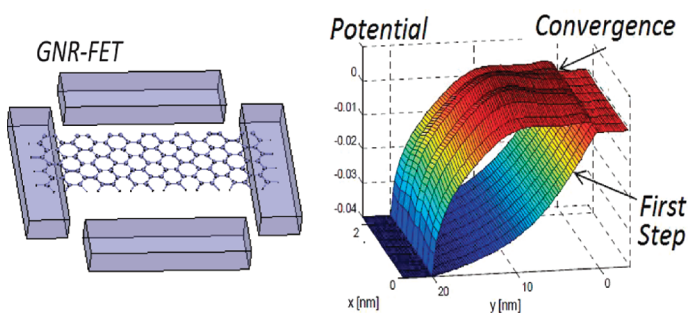 GNR-FET
Potential
Convergence
0
-0.01
-0.02
-0.03
-0.04
2
0
x [nm]
20
10
0
y [nm]
First
Step